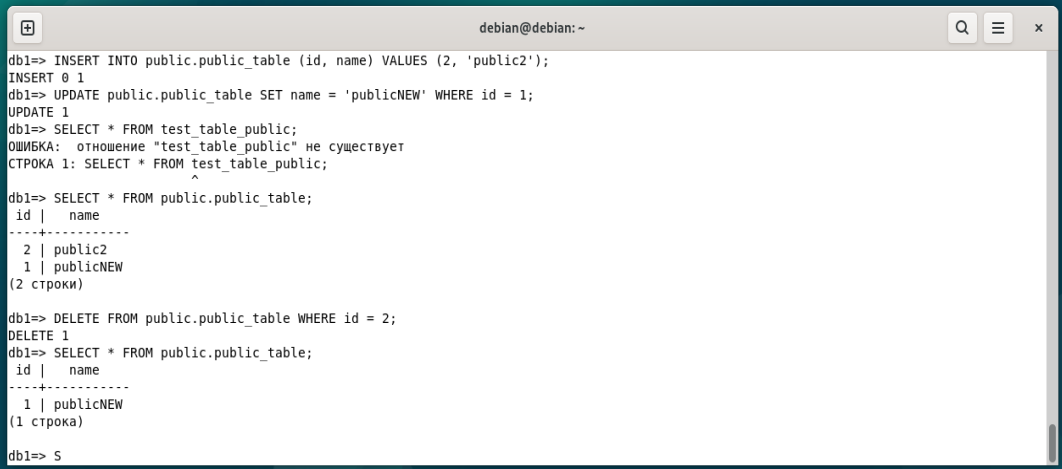 debian@debian: ~
db1=> INSERT INTO public.public_table (id, name) VALUES (2, 'public2');
INSERT 0 1
db1=> UPDATE public.public_table SET name = 'publicNEW' WHERE id = 1;
UPDATE 1
db1=> SELECT * FROM test_table_public;
ОШИБКА:  отношение "test_table_public" не существует
СТРОКА 1: SELECT * FROM test_table_public;
                        ^
db1=> SELECT * FROM public.public_table;
 id |   name
----+-----------
  2 | public2
  1 | publicNEW
(2 строки)

db1=> DELETE FROM public.public_table WHERE id = 2;
DELETE 1
db1=> SELECT * FROM public.public_table;
 id |   name
----+-----------
  1 | publicNEW
(1 строка)

db1=> S